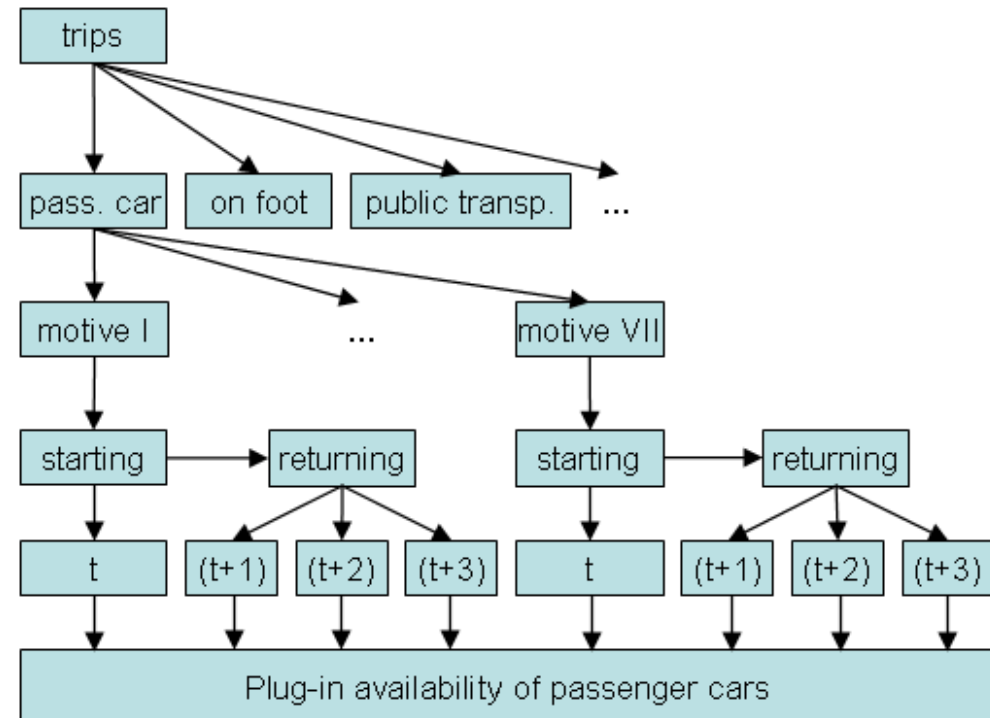 trips
pass. car on foot public transp. ...
motive I ... motive VII
starting returning starting returning
t (t+1) (t+2) (t+3) t (t+1) (t+2) (t+3)
Plug-in availability of passenger cars